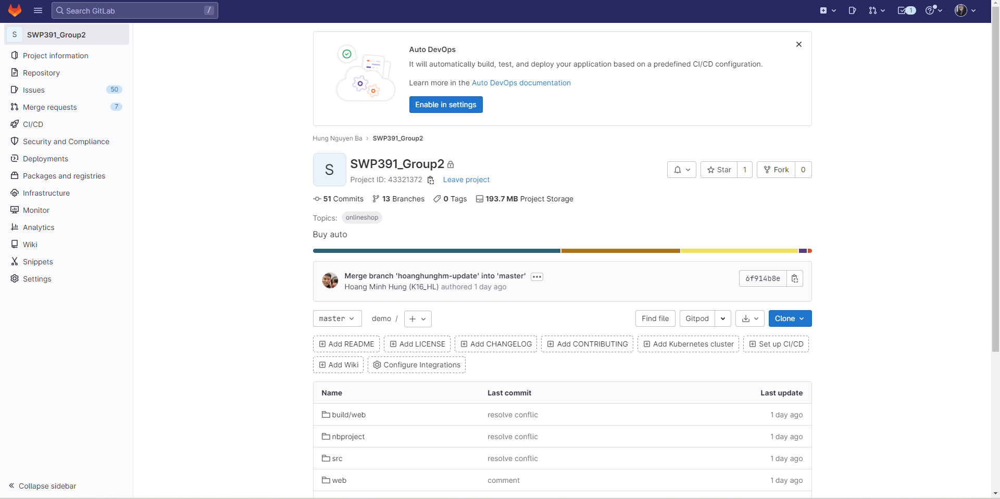 Search GitLab /
1
S SWP391_Group2
Project information
Repository
Issues 50
Merge requests 7
CI/CD
Security and Compliance
Deployments
Packages and registries
Infrastructure
Monitor
Analytics
Wiki
Snippets
Settings
Collapse sidebar
Auto DevOps
It will automatically build, test, and deploy your application based on a predefined CI/CD configuration.
Learn more in the Auto DevOps documentation
Enable in settings
Hung Nguyen Ba › SWP391_Group2
S
SWP391_Group2
Project ID: 43321372 Leave project
Star 1 Fork 0
51 Commits 13 Branches 0 Tags 193.7 MB Project Storage
Topics: onlineshop
Buy auto
Merge branch 'hoanghunghm-update' into 'master'
Hoang Minh Hung (K16_HL) authored 1 day ago
6f914b8e
master demo / +
Find file Gitpod Clone
Add README Add LICENSE Add CHANGELOG Add CONTRIBUTING Add Kubernetes cluster Set up CI/CD
Add Wiki Configure Integrations
Name Last commit Last update
build/web resolve conflic 1 day ago
nbproject resolve conflic 1 day ago
src resolve conflic 1 day ago
web comment 1 day ago